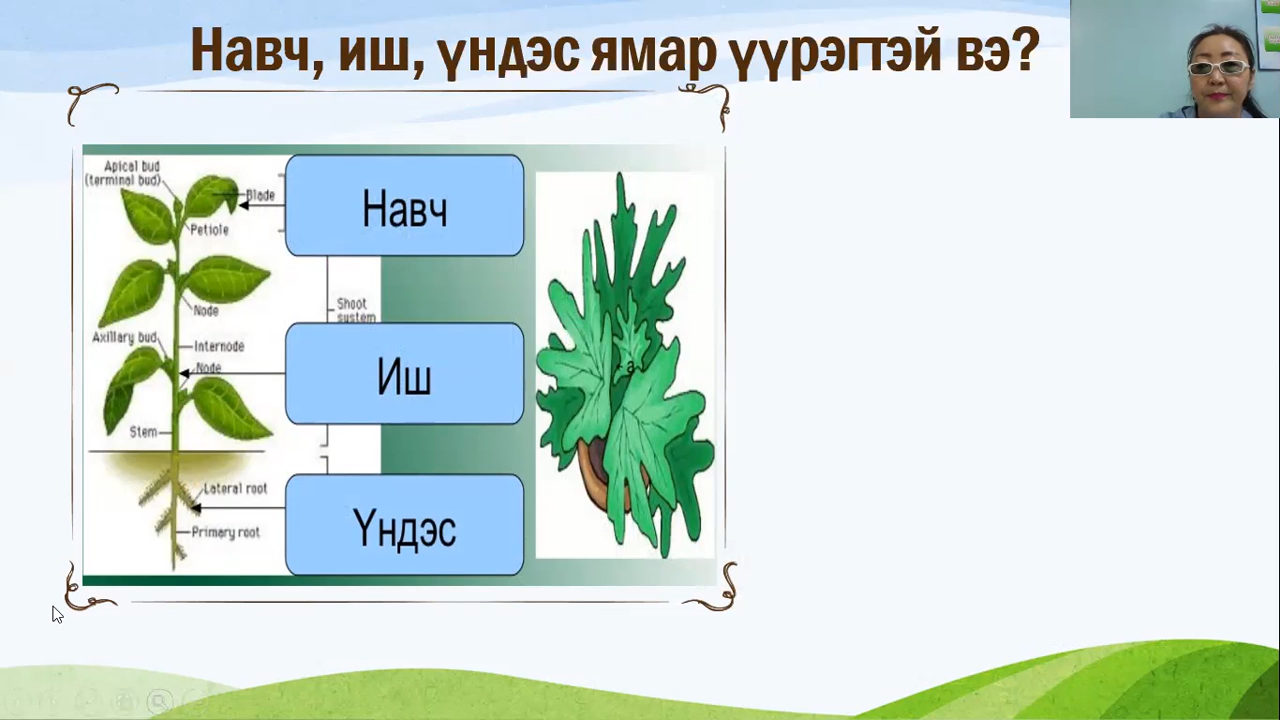 Навч, иш, үндэс ямар үүрэгтэй вэ?
Apical bud
(terminal bud)
Blade
Навч
Petiole
Node
Shoot
system
Axillary bud
Internode
Node
Иш
Stem
Lateral root
Primary root
Үндэс
a